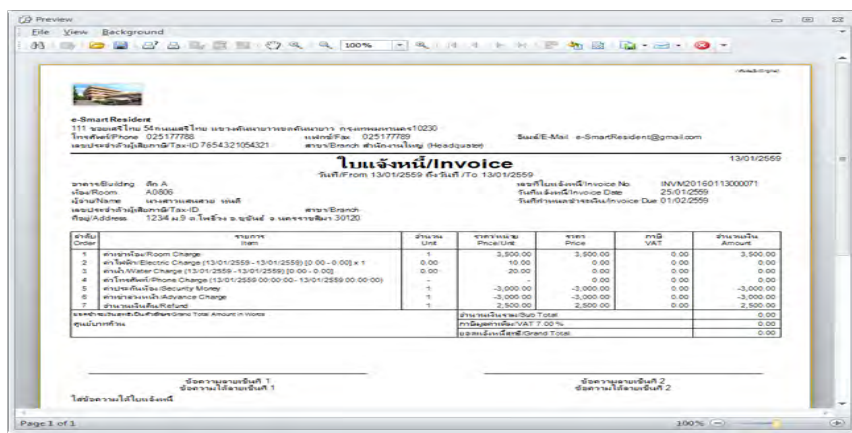 Preview
File View Background
100%
e-Smart Resident
111 ซอยเสรีไทย 54 ถนนเสรีไทย แขวงคันนายาวเขตคันนายาว กรุงเทพมหานคร10230
โทรศัพท์/Phone 025177788 แฟกซ์/Fax 025177789 อีเมล์/E-Mail e-SmartResident@gmail.com
เลขประจำตัวผู้เสียภาษี/Tax-ID 7654321054321 สาขา/Branch สำนักงานใหญ่ (Headquater)
ใบแจ้งหนี้/Invoice 13/01/2559
วันที่/From 13/01/2559 ถึงวันที่ /To 13/01/2559
อาคาร/Building ตึก A เลขที่ใบแจ้งหนี้/Invoice No INVM20160113000071
ห้อง/Room A0806 วันที่ใบแจ้งหนี้/Invoice Date 25/01/2559
ผู้เช่า/Name วันที่กำหนดชำระเงิน/Invoice Due 01/02/2559
เลขประจำตัวผู้เสียภาษี/Tax-ID สาขา/Branch
ที่อยู่/Address 123/4 ม.9 ต.โพธิ์ จ.นครราชสีมา 30120
ลำดับ รายการ จำนวน ราคา/หน่วย ราคา ภาษี จำนวนเงิน
Order Item Unit Price/Unit Price VAT Amount
1 ค่าเช่าห้อง/Room Charge 1 3,500.00 3,500.00 0.00 3,500.00
2 ค่าไฟฟ้า/Electric Charge (13/01/2559 - 13/01/2559) [0.00 - 0.00] x 1 0.00 10.00 0.00 0.00 0.00
3 ค่าน้ำ/Water Charge (13/01/2559 - 13/01/2559) [0.00 - 0.00] 0.00 20.00 0.00 0.00 0.00
4 ค่าโทรศัพท์/Phone Charge (13/01/2559 00:00:00 - 13/01/2559 00:00:00) - - 0.00 0.00 0.00
5 ค่าประกันห้อง/Security Money 1 -3,000.00 -3,000.00 0.00 -3,000.00
6 ค่าเช่าล่วงหน้า/Advance Charge 1 -3,000.00 -3,000.00 0.00 -3,000.00
7 จำนวนเงินคืน/Refund 1 2,500.00 2,500.00 0.00 2,500.00
Grand Total Amount in Words จำนวนเงินรวม/Sub Total 0.00
ศูนย์บาทถ้วน ภาษีมูลค่าเพิ่ม/VAT 7.00 % 0.00
ยอดแจ้งหนี้สุทธิ/Grand Total 0.00
ข้อความลายเซ็นที่ 1 ข้อความลายเซ็นที่ 2
ข้อความใต้ลายเซ็นที่ 1 ข้อความใต้ลายเซ็นที่ 2
ใส่ข้อความใต้ใบแจ้งหนี้
Page 1 of 1 100%